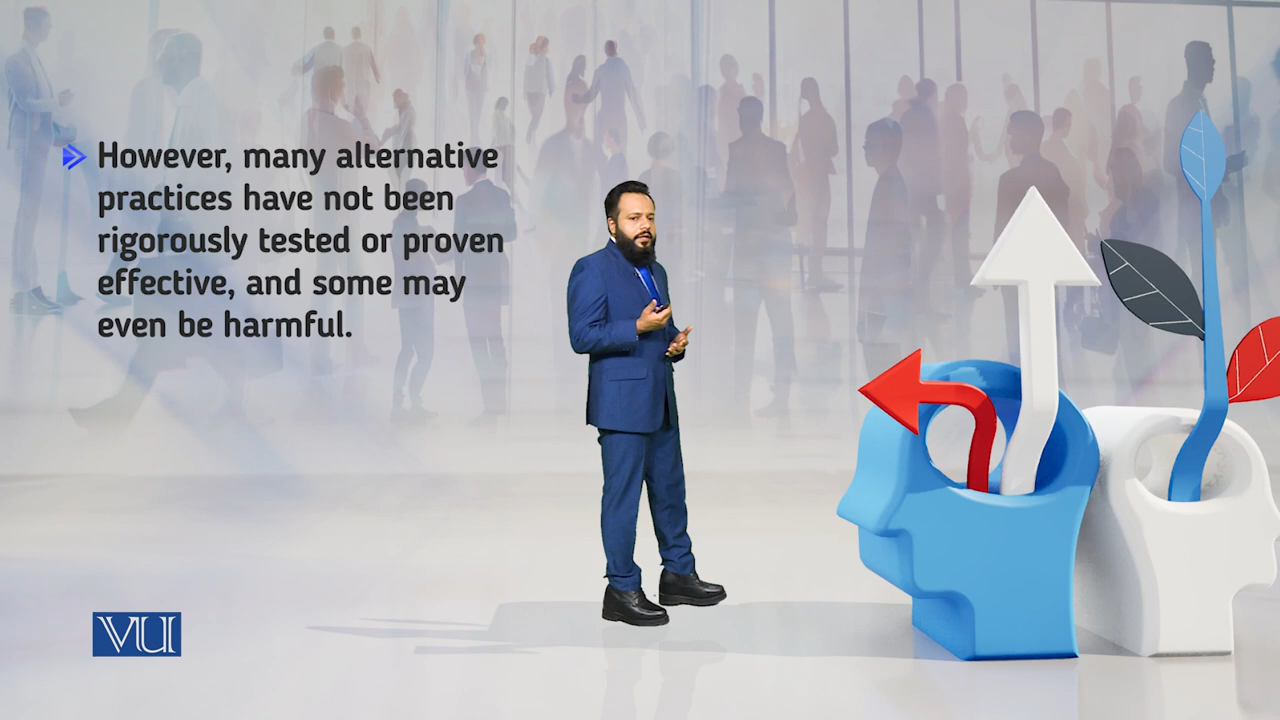 However, many alternative
practices have not been
rigorously tested or proven
effective, and some may
even be harmful.
VU